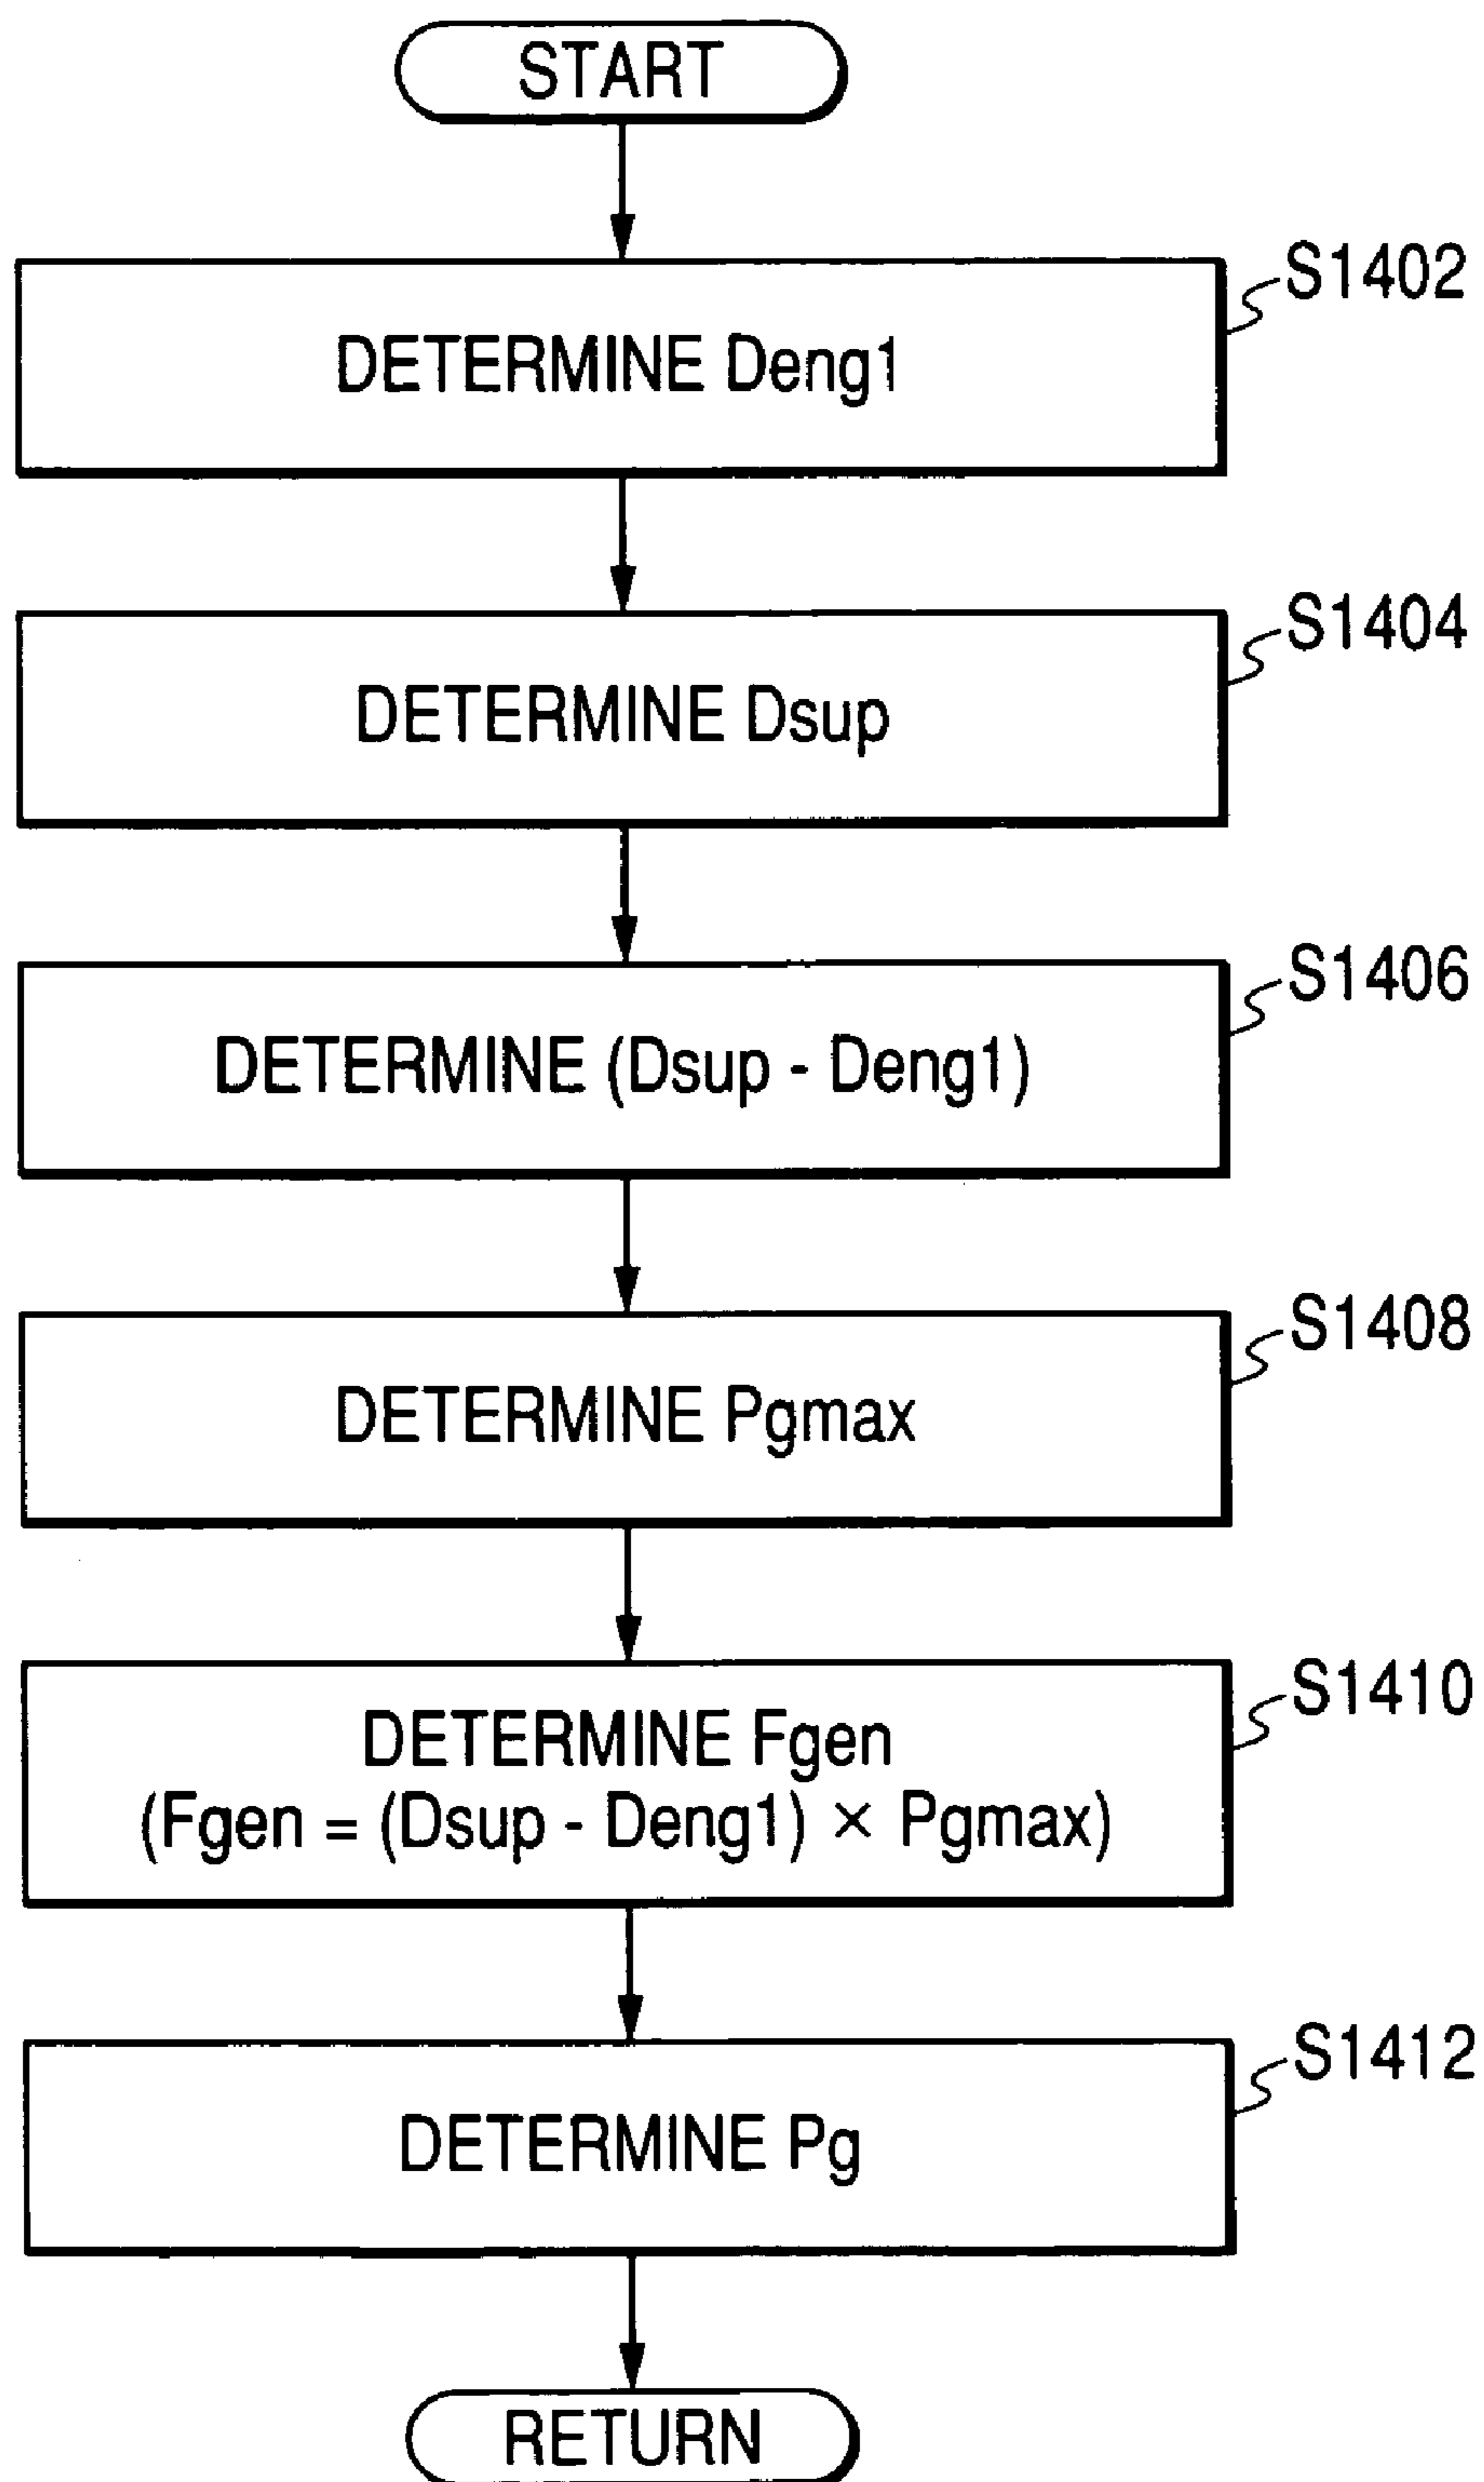 START
S1402
DETERMINE Deng1
S1404
DETERMINE Dsup
S1406
DETERMINE (Dsup - Deng1)
S1408
DETERMINE Pgmax
S1410
DETERMINE Fgen
(Fgen = (Dsup - Deng1) × Pgmax)
S1412
DETERMINE Pg
RETURN